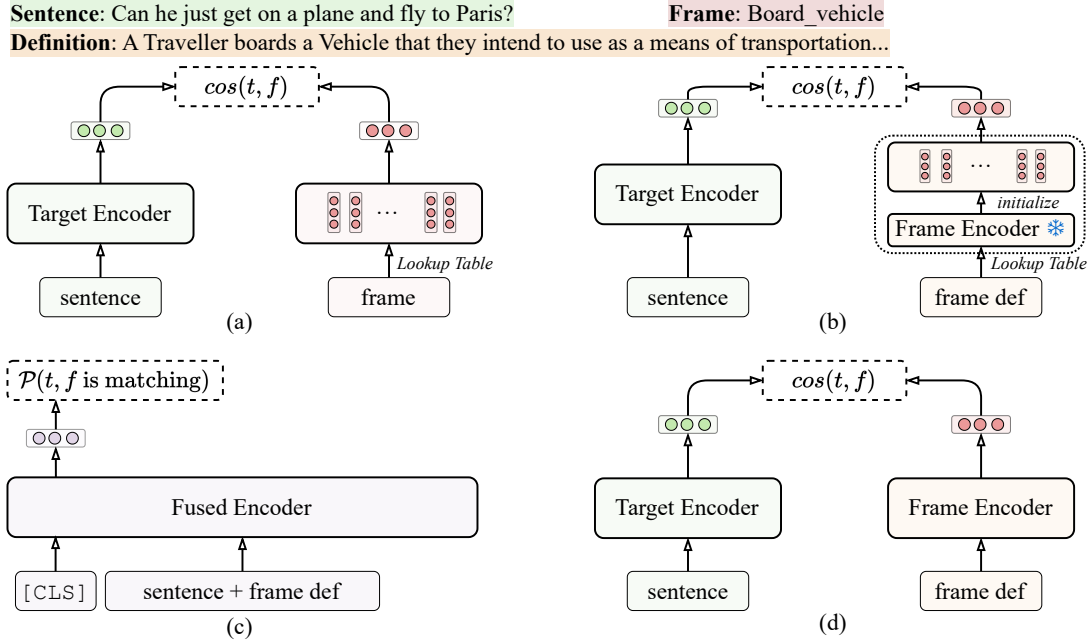 Sentence: Can he just get on a plane and fly to Paris? Frame: Board_vehicle
Definition: A Traveller boards a Vehicle that they intend to use as a means of transportation...
cos(t, f)
Target Encoder
...
Lookup Table
sentence
frame
(a)
cos(t, f)
Target Encoder
...
initialize
Frame Encoder
Lookup Table
sentence
frame def
(b)
P(t, f is matching)
Fused Encoder
[CLS]
sentence + frame def
(c)
cos(t, f)
Target Encoder
Frame Encoder
sentence
frame def
(d)